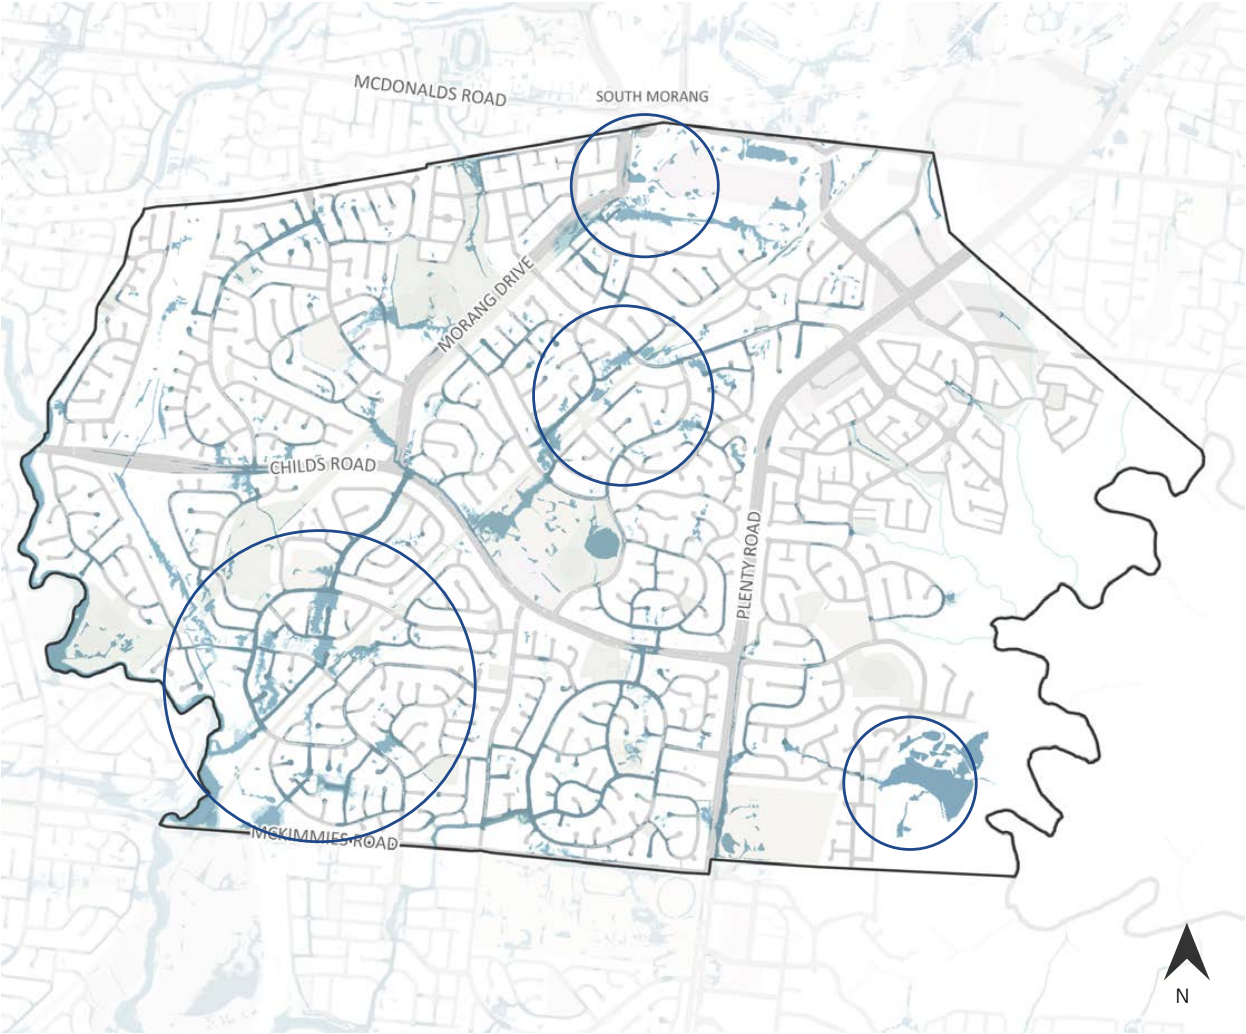 MCDONALDS ROAD
SOUTH MORANG
MORANG DRIVE
CHILDS ROAD
PLENTY ROAD
MCKIMMIES ROAD
N